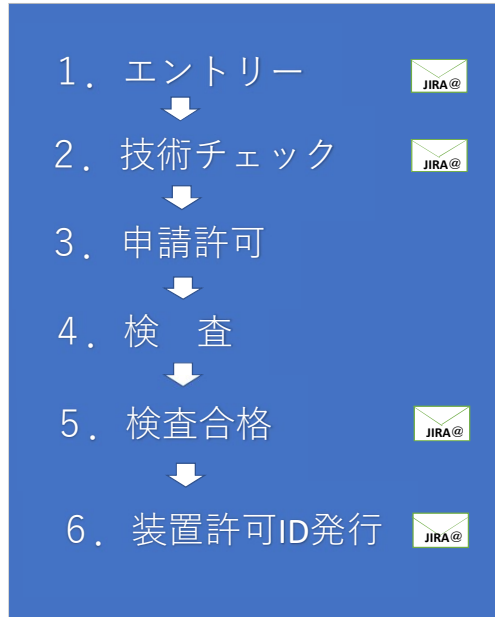 １．エントリー
JIRA@
２．技術チェック
JIRA@
３．申請許可
４．検　査
５．検査合格
JIRA@
６．装置許可ID発行
JIRA@